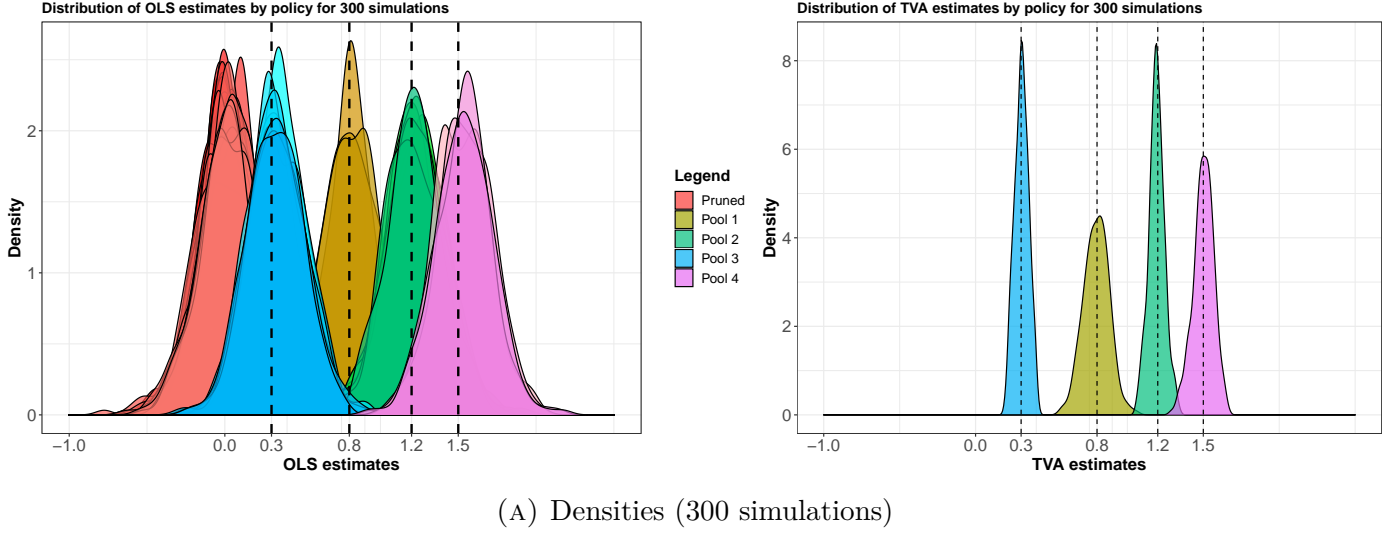 Distribution of OLS estimates by policy for 300 simulations
Density
2
1
0
−1.0 0.0 0.3 0.8 1.2 1.5
OLS estimates
Legend
Pruned
Pool 1
Pool 2
Pool 3
Pool 4
Distribution of TVA estimates by policy for 300 simulations
Density
8
6
4
2
0
−1.0 0.0 0.3 0.8 1.2 1.5
TVA estimates
(A) Densities (300 simulations)